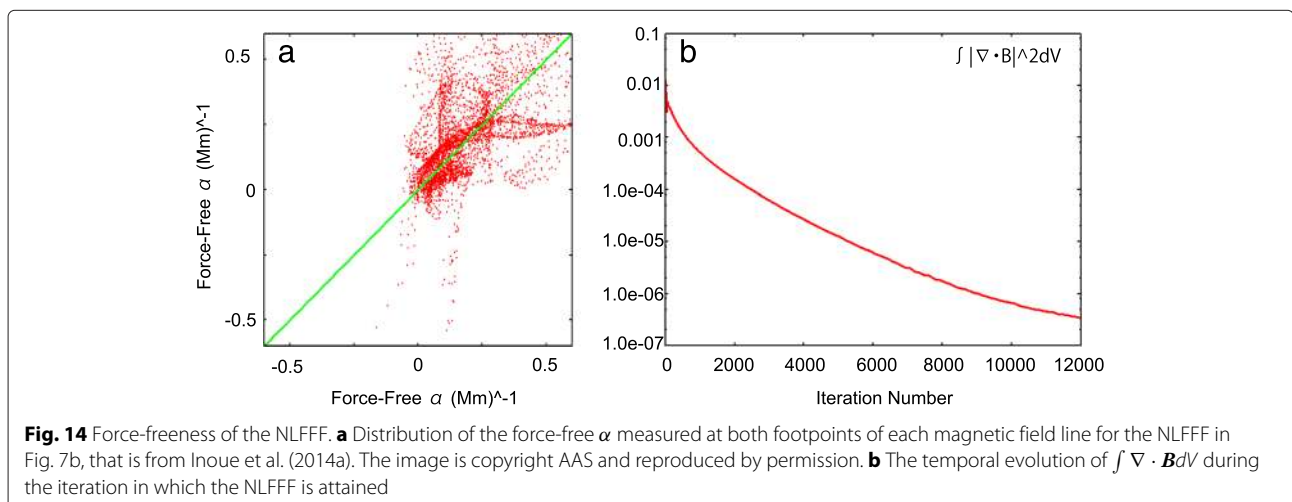 a
0.5
0
-0.5
-0.5
0
0.5
Force-Free α (Mm)^-1
Force-Free α (Mm)^-1
b
∫ |∇·B|^2dV
0.1
0.01
0.001
1.0e-04
1.0e-05
1.0e-06
1.0e-07
0
2000
4000
6000
8000
10000
12000
Iteration Number
Fig. 14 Force-freeness of the NLFFF. a Distribution of the force-free α measured at both footpoints of each magnetic field line for the NLFFF in
Fig. 7b, that is from Inoue et al. (2014a). The image is copyright AAS and reproduced by permission. b The temporal evolution of ∫ ∇ · BdV during
the iteration in which the NLFFF is attained